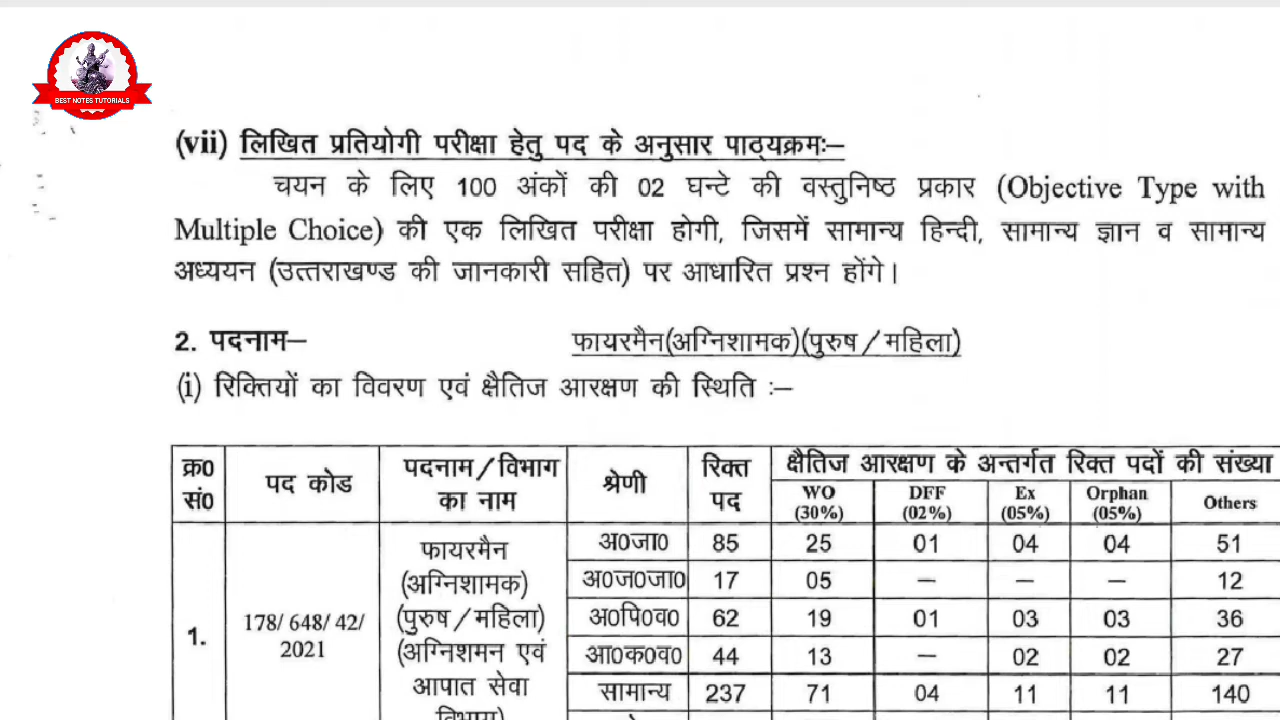 BEST NOTES TUTORIALS
(vii) लिखित प्रतियोगी परीक्षा हेतु पद के अनुसार पाठ्यक्रमः–
चयन के लिए 100 अंकों की 02 घन्टे की वस्तुनिष्ठ प्रकार (Objective Type with
Multiple Choice) की एक लिखित परीक्षा होगी, जिसमें सामान्य हिन्दी, सामान्य ज्ञान व सामान्य
अध्ययन (उत्तराखण्ड की जानकारी सहित) पर आधारित प्रश्न होंगे।
2. पदनाम– फायरमैन(अग्निशामक)(पुरुष/महिला)
(i) रिक्तियों का विवरण एवं क्षैतिज आरक्षण की स्थिति :–
क्र0 सं0 पद कोड पदनाम/विभाग का नाम श्रेणी रिक्त पद क्षैतिज आरक्षण के अन्तर्गत रिक्त पदों की संख्या
WO (30%) DFF (02%) Ex (05%) Orphan (05%) Others
1. 178/ 648/ 42/ 2021 फायरमैन (अग्निशामक) (पुरुष/महिला) (अग्निशमन एवं आपात सेवा विभाग)
अ0जा0 85 25 01 04 04 51
अ0ज0जा0 17 05 – – – 12
अ0पि0व0 62 19 01 03 03 36
आ0क0व0 44 13 – 02 02 27
सामान्य 237 71 04 11 11 140